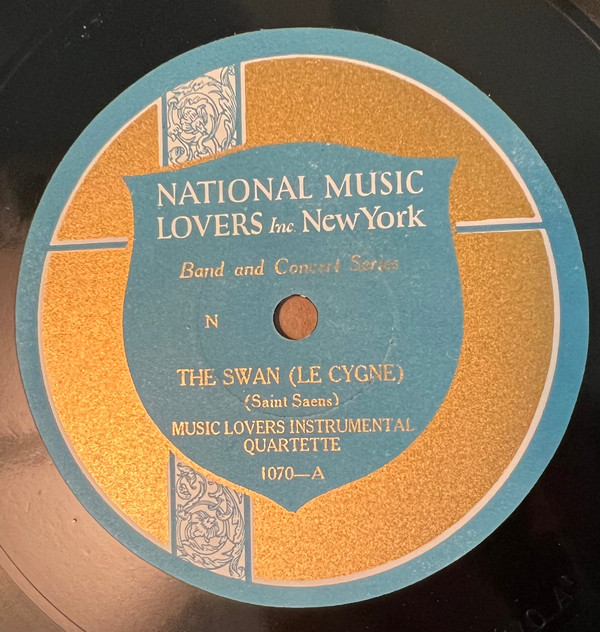 NATIONAL MUSIC
LOVERS Inc. New York
Band and Concert Series
N
THE SWAN (LE CYGNE)
(Saint Saens)
MUSIC LOVERS INSTRUMENTAL
QUARTETTE
1070—A